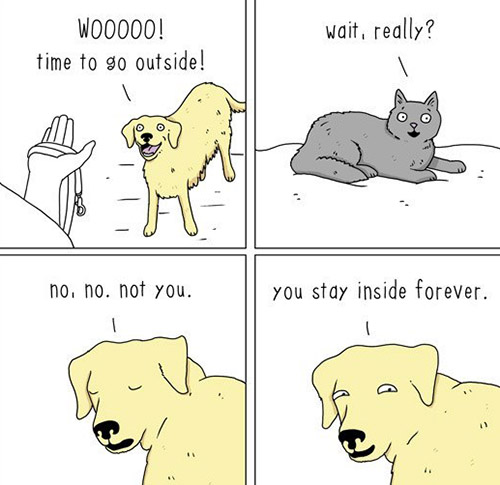 WOOOOO!
time to go outside!
wait, really?
no, no. not you.
you stay inside forever.